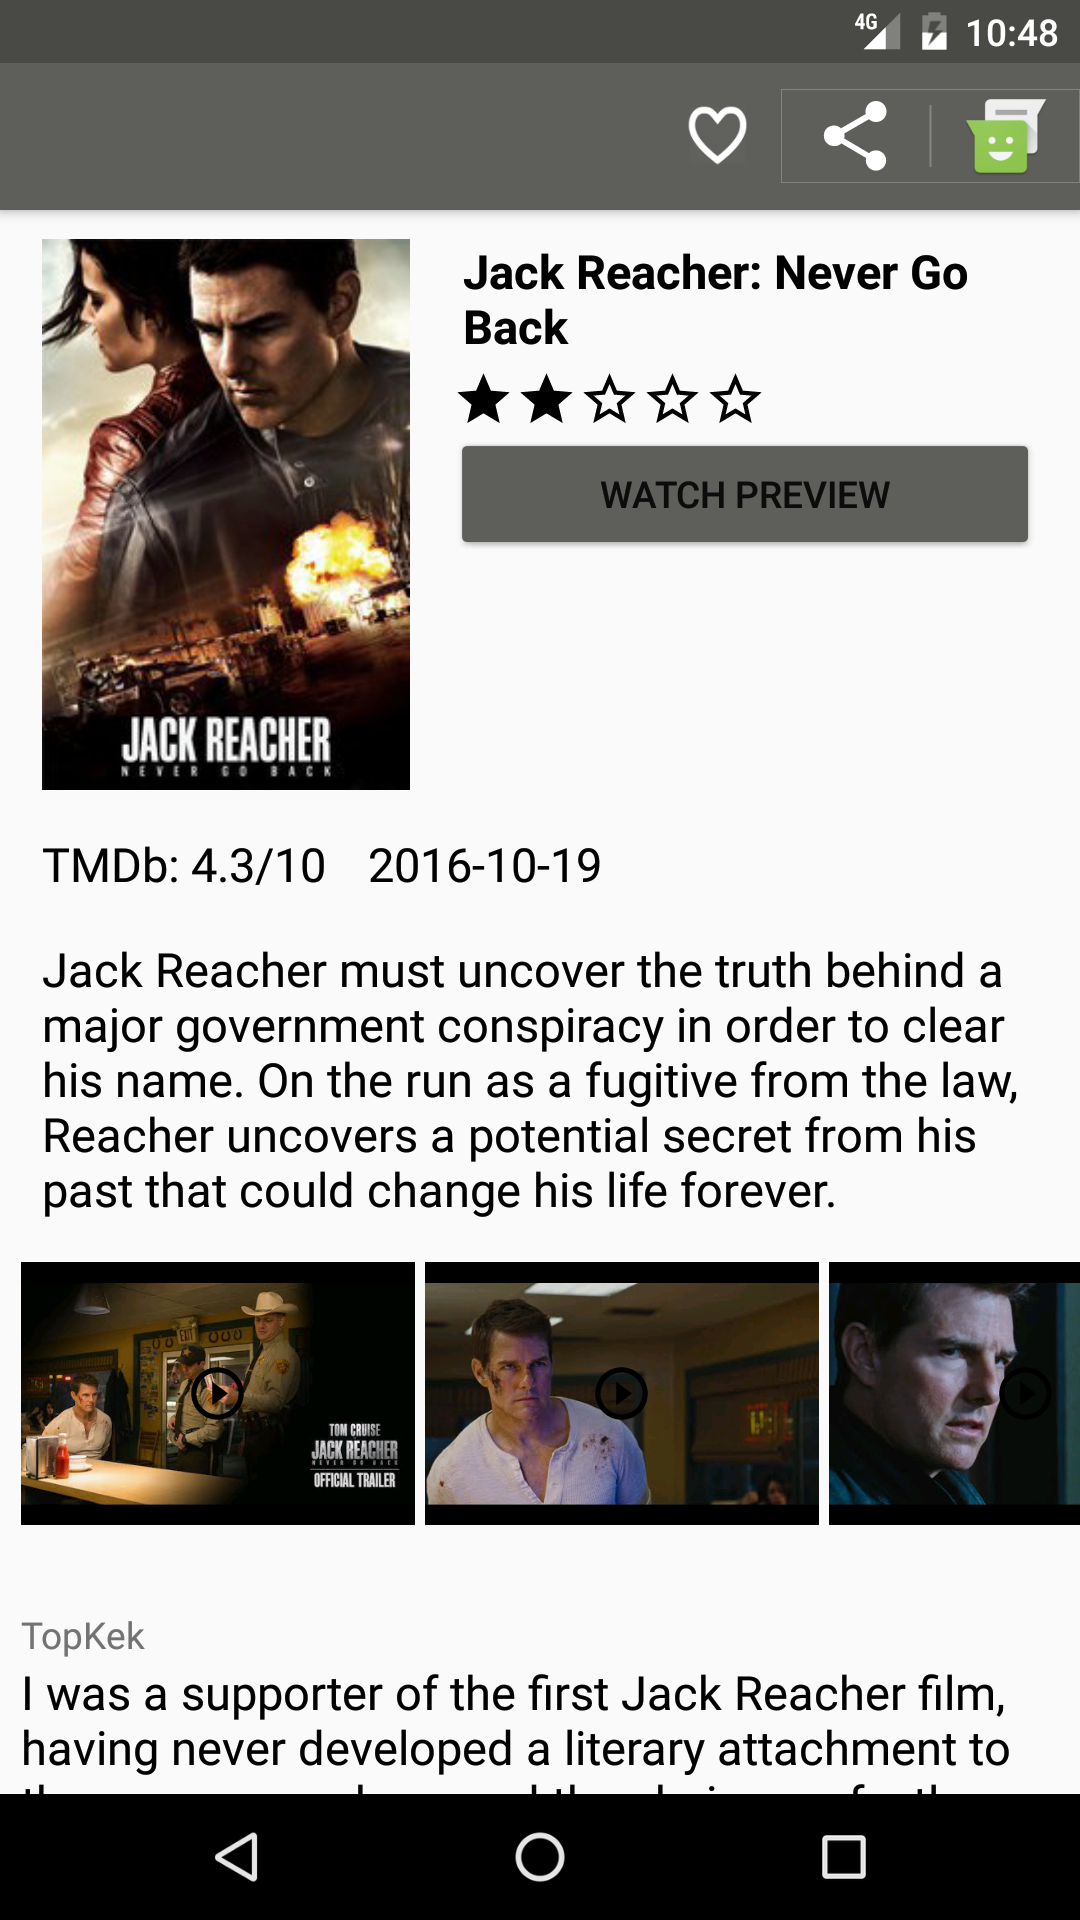 4G 10:48
Jack Reacher: Never Go
Back
WATCH PREVIEW
JACK REACHER
NEVER GO BACK
TMDb: 4.3/10 2016-10-19
Jack Reacher must uncover the truth behind a
major government conspiracy in order to clear
his name. On the run as a fugitive from the law,
Reacher uncovers a potential secret from his
past that could change his life forever.
EXIT
TOM CRUISE
JACK REACHER
NEVER GO BACK
OFFICIAL TRAILER
TopKek
I was a supporter of the first Jack Reacher film,
having never developed a literary attachment to